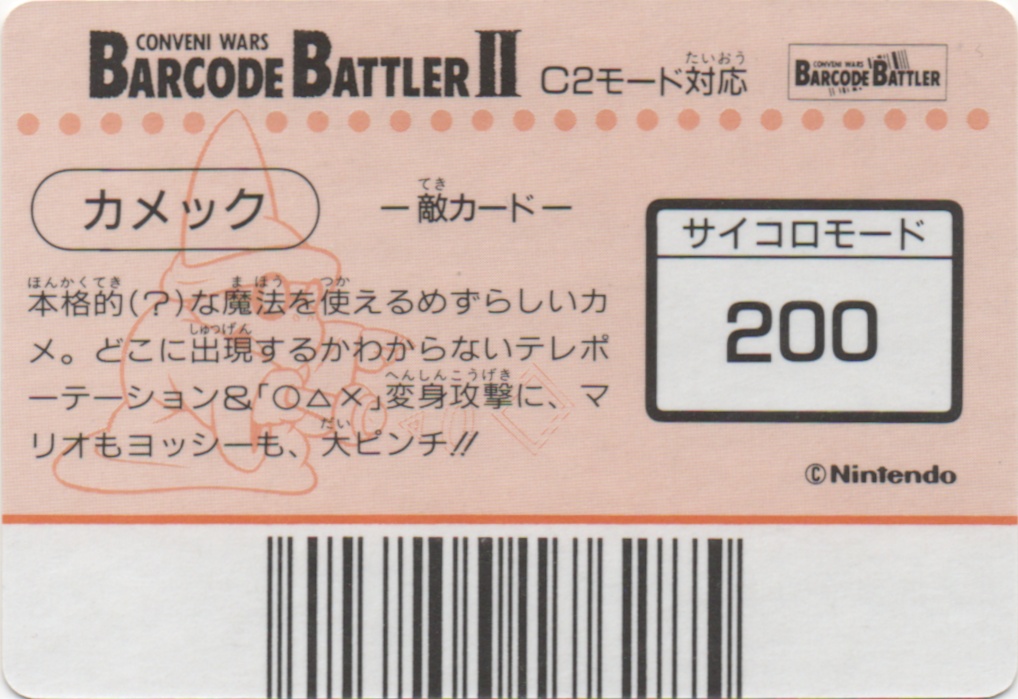 CONVENI WARS
BARCODE BATTLER II
たいおう
C2モード対応
CONVENI WARS
BARCODE BATTLER
カメック
てき
ー敵カードー
サイコロモード
200
ほんかくてき ま ほう つか
本格的(?)な魔法を使えるめずらしいカ
しゅつげん
メ。どこに出現するかわからないテレポ
へんしんこうげき
ーテーション&「○△×」変身攻撃に、マ
だい
リオもヨッシーも、大ピンチ!!
©Nintendo